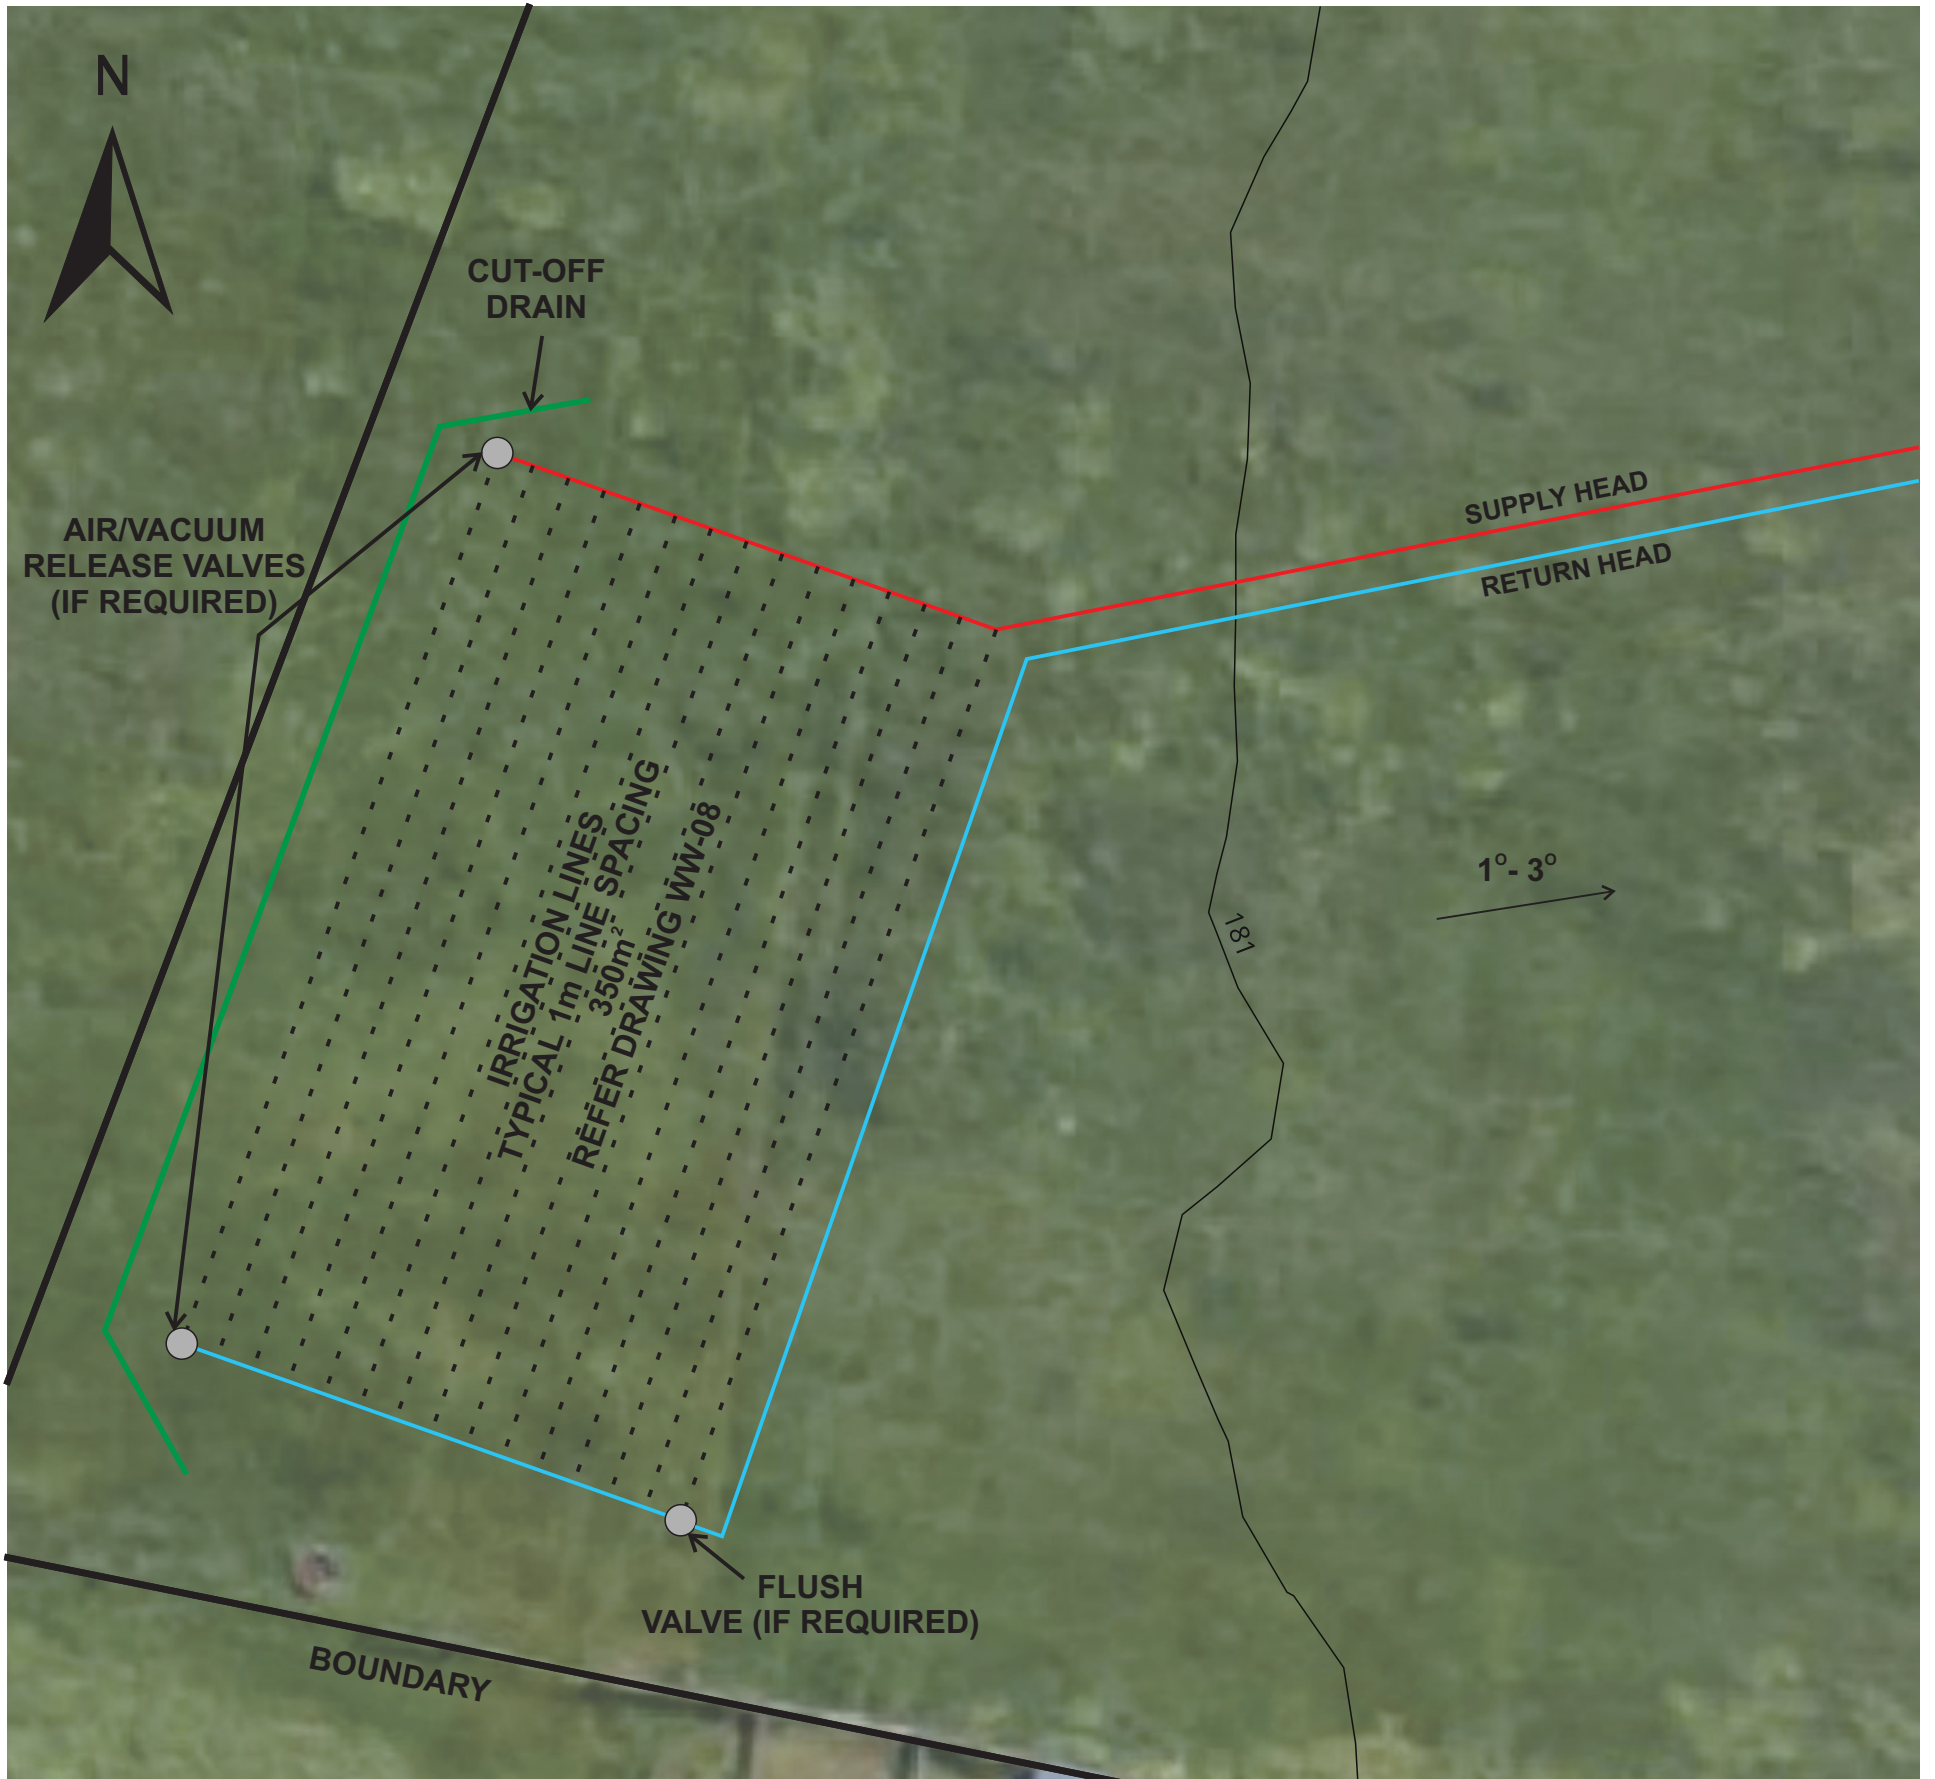 N
CUT-OFF
DRAIN
AIR/VACUUM
RELEASE VALVES
(IF REQUIRED)
SUPPLY HEAD
RETURN HEAD
IRRIGATION LINES
TYPICAL 1m LINE SPACING
350m²
REFER DRAWING WW-08
1°- 3°
181
FLUSH
VALVE (IF REQUIRED)
BOUNDARY